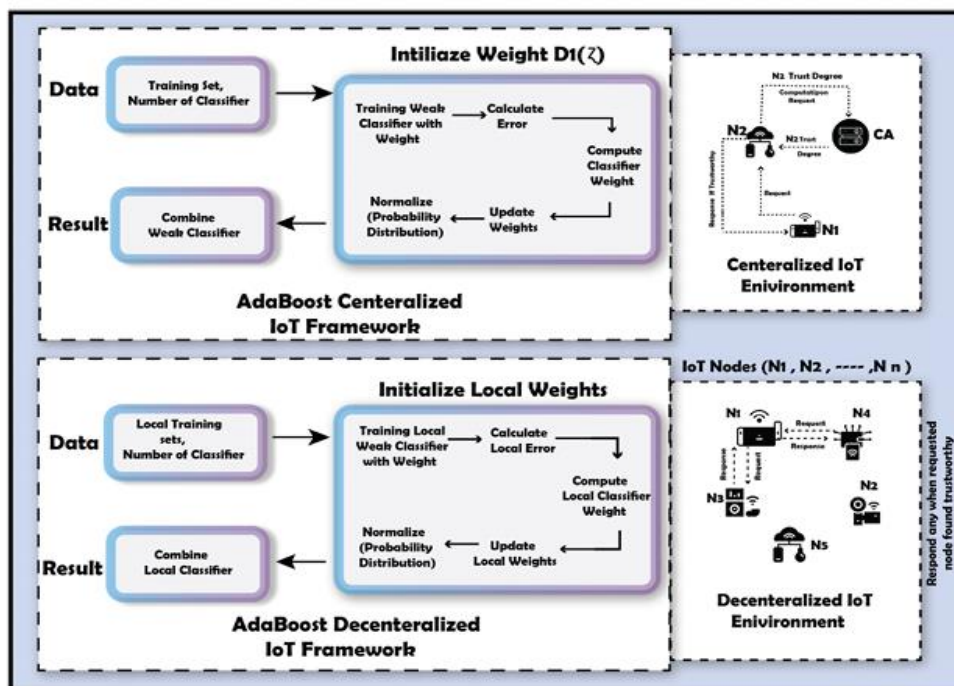 Intiliaze Weight D1(ζ)
Data
Training Set,
Number of Classifier
Training Weak
Classifier with
Weight
Calculate
Error
Compute
Classifier
Weight
Update
Weights
Normalize
(Probability
Distribution)
Result
Combine
Weak Classifier
AdaBoost Centeralized
IoT Framework
N2 Trust Degree
Computatipon
Request
N2
CA
N2 Trust
Degree
Request
Response if Trustworthy
N1
Centeralized IoT
Enivironment
Initialize Local Weights
Data
Local Training
sets,
Number of Classifier
Training Local
Weak Classifier
with Weight
Calculate
Local Error
Compute
Local Classifier
Weight
Update
Local Weights
Normalize
(Probability
Distribution)
Result
Combine
Local Classifier
AdaBoost Decenteralized
IoT Framework
IoT Nodes (N1 , N2 , ---- ,N n )
N1
N4
Request
Response
Response
Request
N3
N2
N5
Decenteralized IoT
Enivironment
Respond any when requested
node found trustworthy